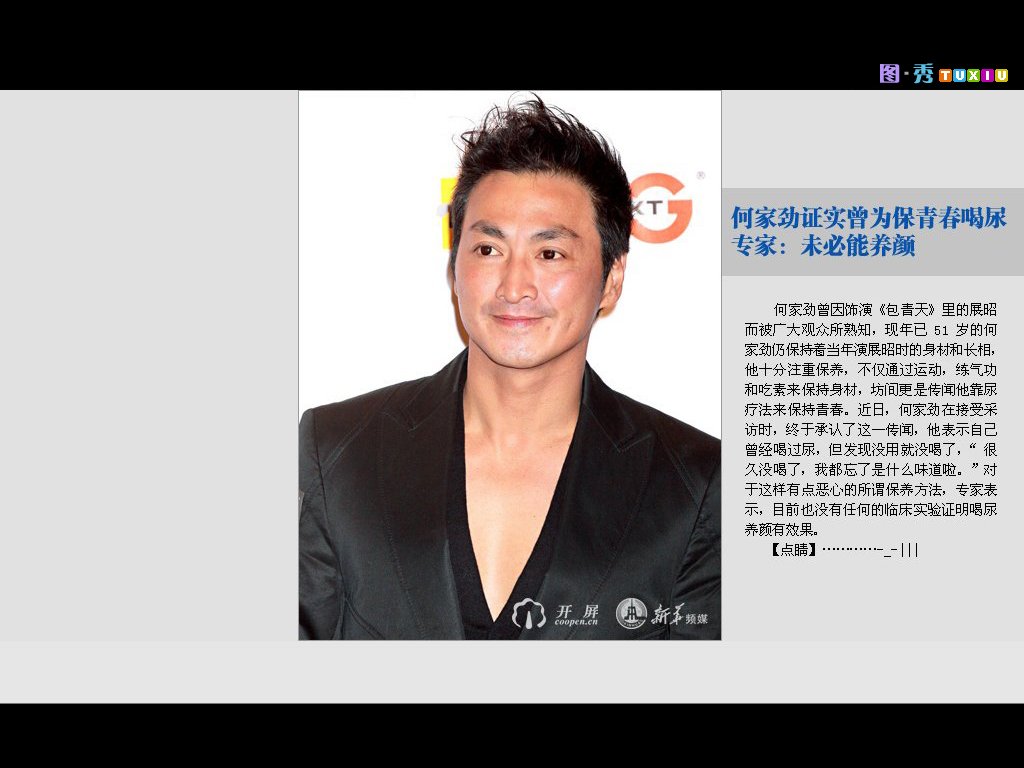 图·秀 TUXIU
XT
G®
何家劲证实曾为保青春喝尿
专家：未必能养颜
何家劲曾因饰演《包青天》里的展昭
而被广大观众所熟知，现年已 51 岁的何
家劲仍保持着当年演展昭时的身材和长相，
他十分注重保养，不仅通过运动，练气功
和吃素来保持身材，坊间更是传闻他靠尿
疗法来保持青春。近日，何家劲在接受采
访时，终于承认了这一传闻，他表示自己
曾经喝过尿，但发现没用就没喝了，“ 很
久没喝了，我都忘了是什么味道啦。”对
于这样有点恶心的所谓保养方法，专家表
示，目前也没有任何的临床实验证明喝尿
养颜有效果。
【点睛】…………-_-|||
开屏
coopen.cn
新华频媒